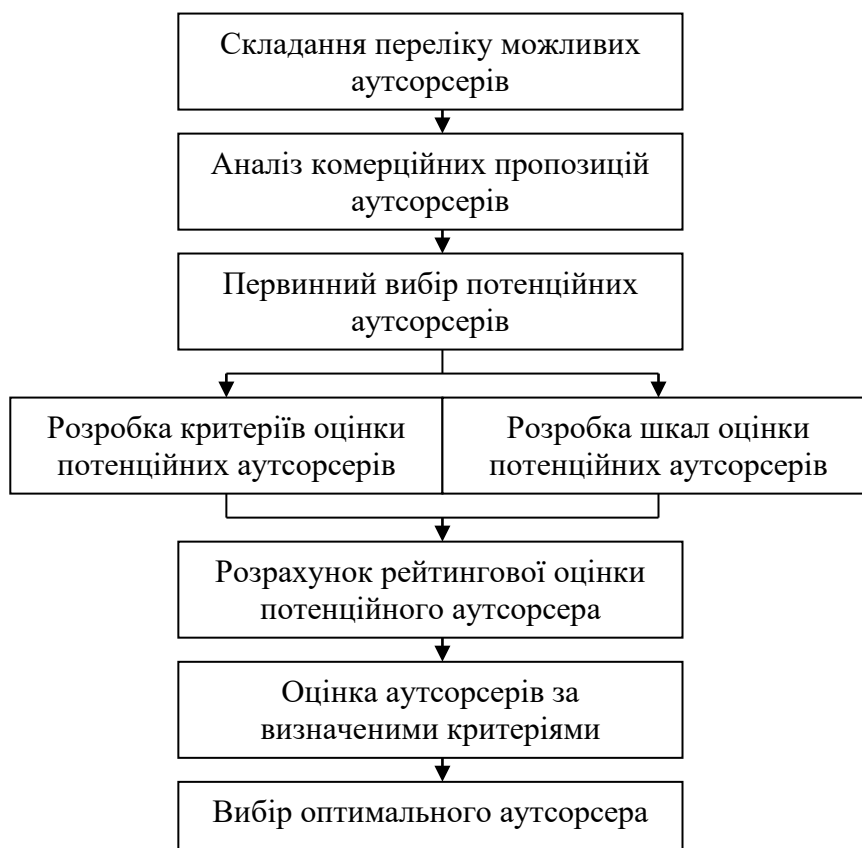 Складання переліку можливих
аутсорсерів
Аналіз комерційних пропозицій
аутсорсерів
Первинний вибір потенційних
аутсорсерів
Розробка критеріїв оцінки
потенційних аутсорсерів
Розробка шкал оцінки
потенційних аутсорсерів
Розрахунок рейтингової оцінки
потенційного аутсорсера
Оцінка аутсорсерів за
визначеними критеріями
Вибір оптимального аутсорсера